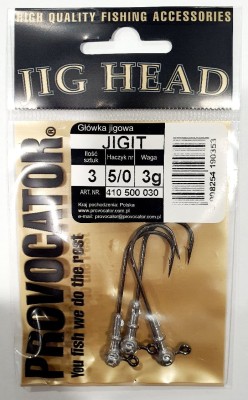 HIGH QUALITY FISHING ACCESSORIES
JIG HEAD
Główka jigowa
JIGIT
Ilość sztuk Haczyk nr Waga
3 5/0 3g
ART.NR. 410 500 030
Kraj pochodzenia: Polska
www.provocator.com.pl
e-mail: provocator@provocator.com.pl
PROVOCATOR®
You fish we do the rest
008254 190353